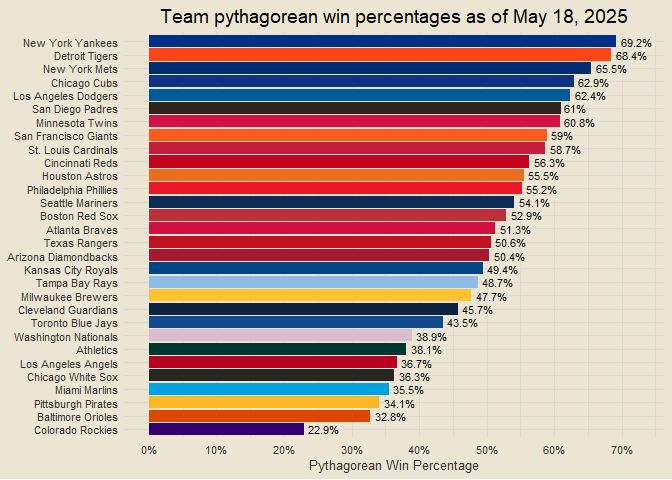 Team pythagorean win percentages as of May 18, 2025
New York Yankees 69.2%
Detroit Tigers 68.4%
New York Mets 65.5%
Chicago Cubs 62.9%
Los Angeles Dodgers 62.4%
San Diego Padres 61%
Minnesota Twins 60.8%
San Francisco Giants 59%
St. Louis Cardinals 58.7%
Cincinnati Reds 56.3%
Houston Astros 55.5%
Philadelphia Phillies 55.2%
Seattle Mariners 54.1%
Boston Red Sox 52.9%
Atlanta Braves 51.3%
Texas Rangers 50.6%
Arizona Diamondbacks 50.4%
Kansas City Royals 49.4%
Tampa Bay Rays 48.7%
Milwaukee Brewers 47.7%
Cleveland Guardians 45.7%
Toronto Blue Jays 43.5%
Washington Nationals 38.9%
Athletics 38.1%
Los Angeles Angels 36.7%
Chicago White Sox 36.3%
Miami Marlins 35.5%
Pittsburgh Pirates 34.1%
Baltimore Orioles 32.8%
Colorado Rockies 22.9%
0% 10% 20% 30% 40% 50% 60% 70%
Pythagorean Win Percentage